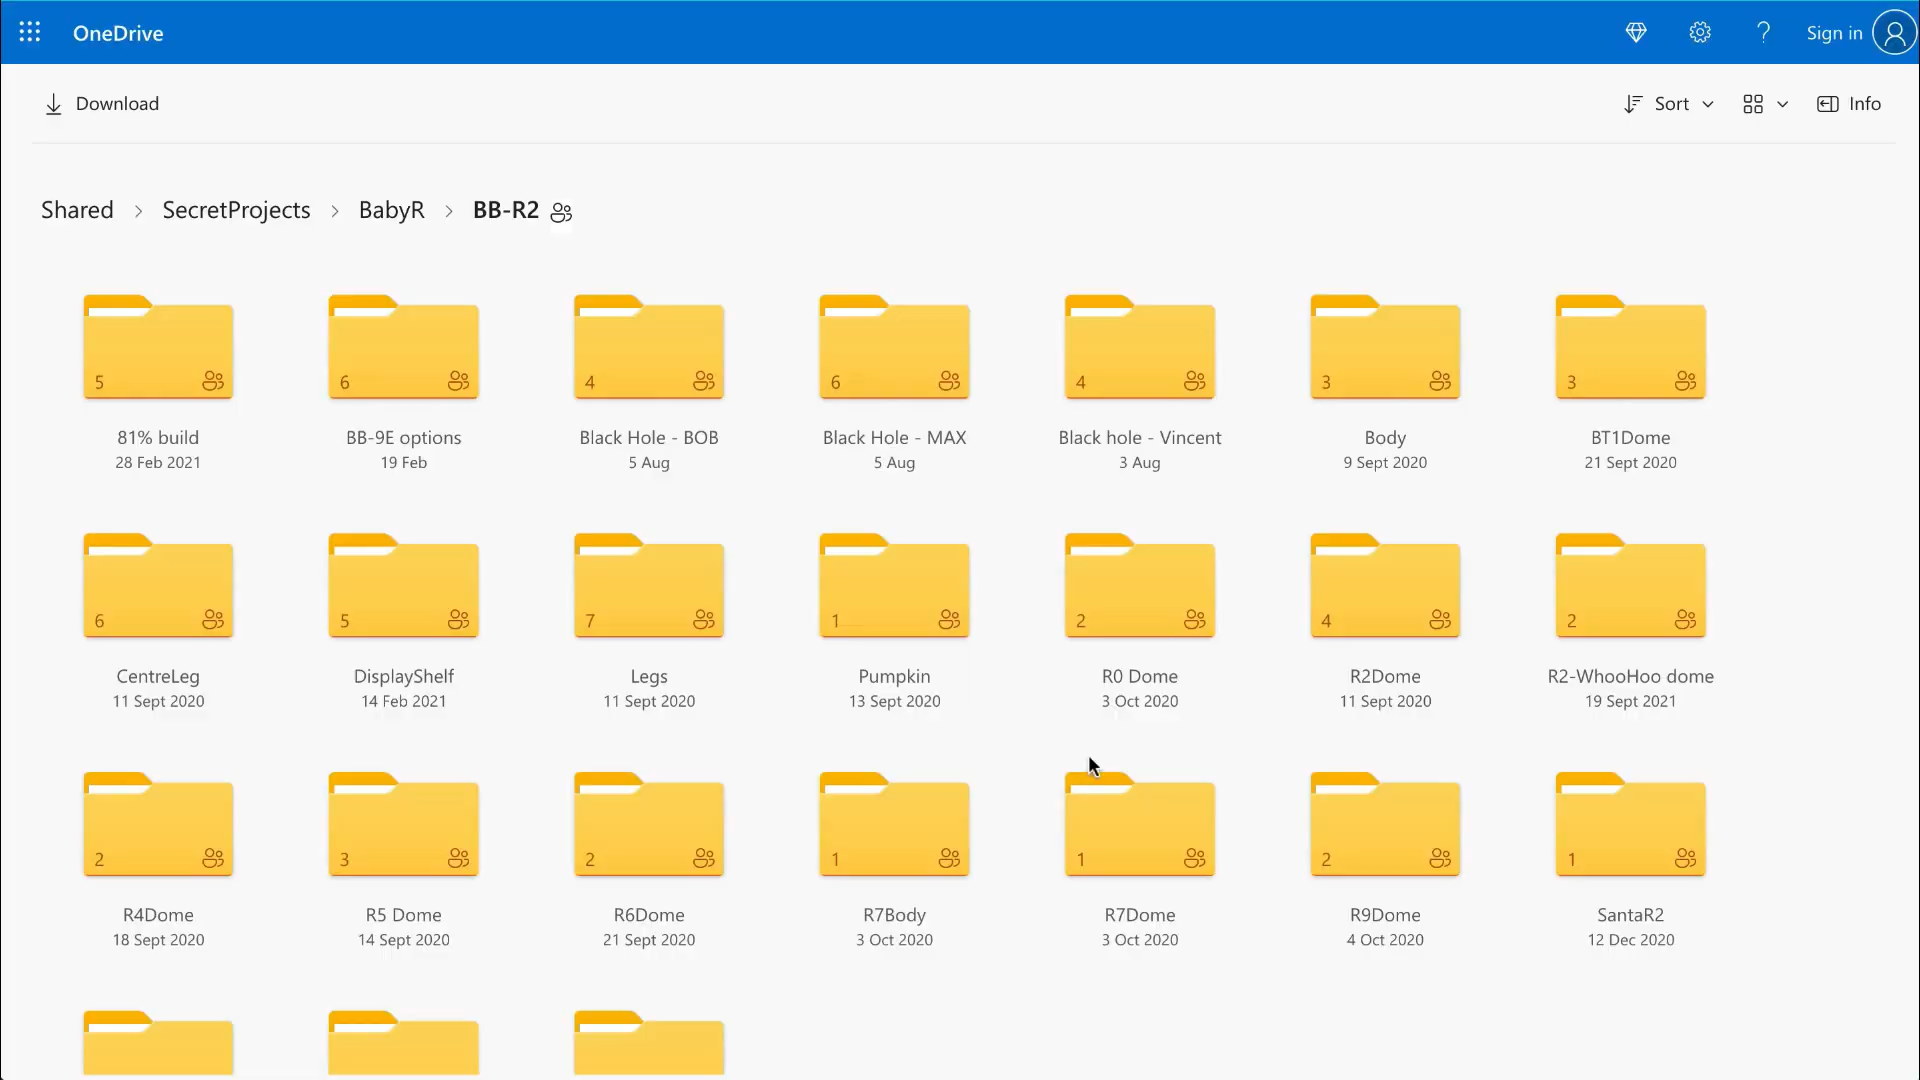 OneDrive
Sign in
Download
Sort
Info
Shared > SecretProjects > BabyR > BB-R2
5 6 4 6 4 3 3
81% build BB-9E options Black Hole - BOB Black Hole - MAX Black hole - Vincent Body BT1Dome
28 Feb 2021 19 Feb 5 Aug 5 Aug 3 Aug 9 Sept 2020 21 Sept 2020
6 5 7 1 2 4 2
CentreLeg DisplayShelf Legs Pumpkin R0 Dome R2Dome R2-WhooHoo dome
11 Sept 2020 14 Feb 2021 11 Sept 2020 13 Sept 2020 3 Oct 2020 11 Sept 2020 19 Sept 2021
2 3 2 1 1 2 1
R4Dome R5 Dome R6Dome R7Body R7Dome R9Dome SantaR2
18 Sept 2020 14 Sept 2020 21 Sept 2020 3 Oct 2020 3 Oct 2020 4 Oct 2020 12 Dec 2020